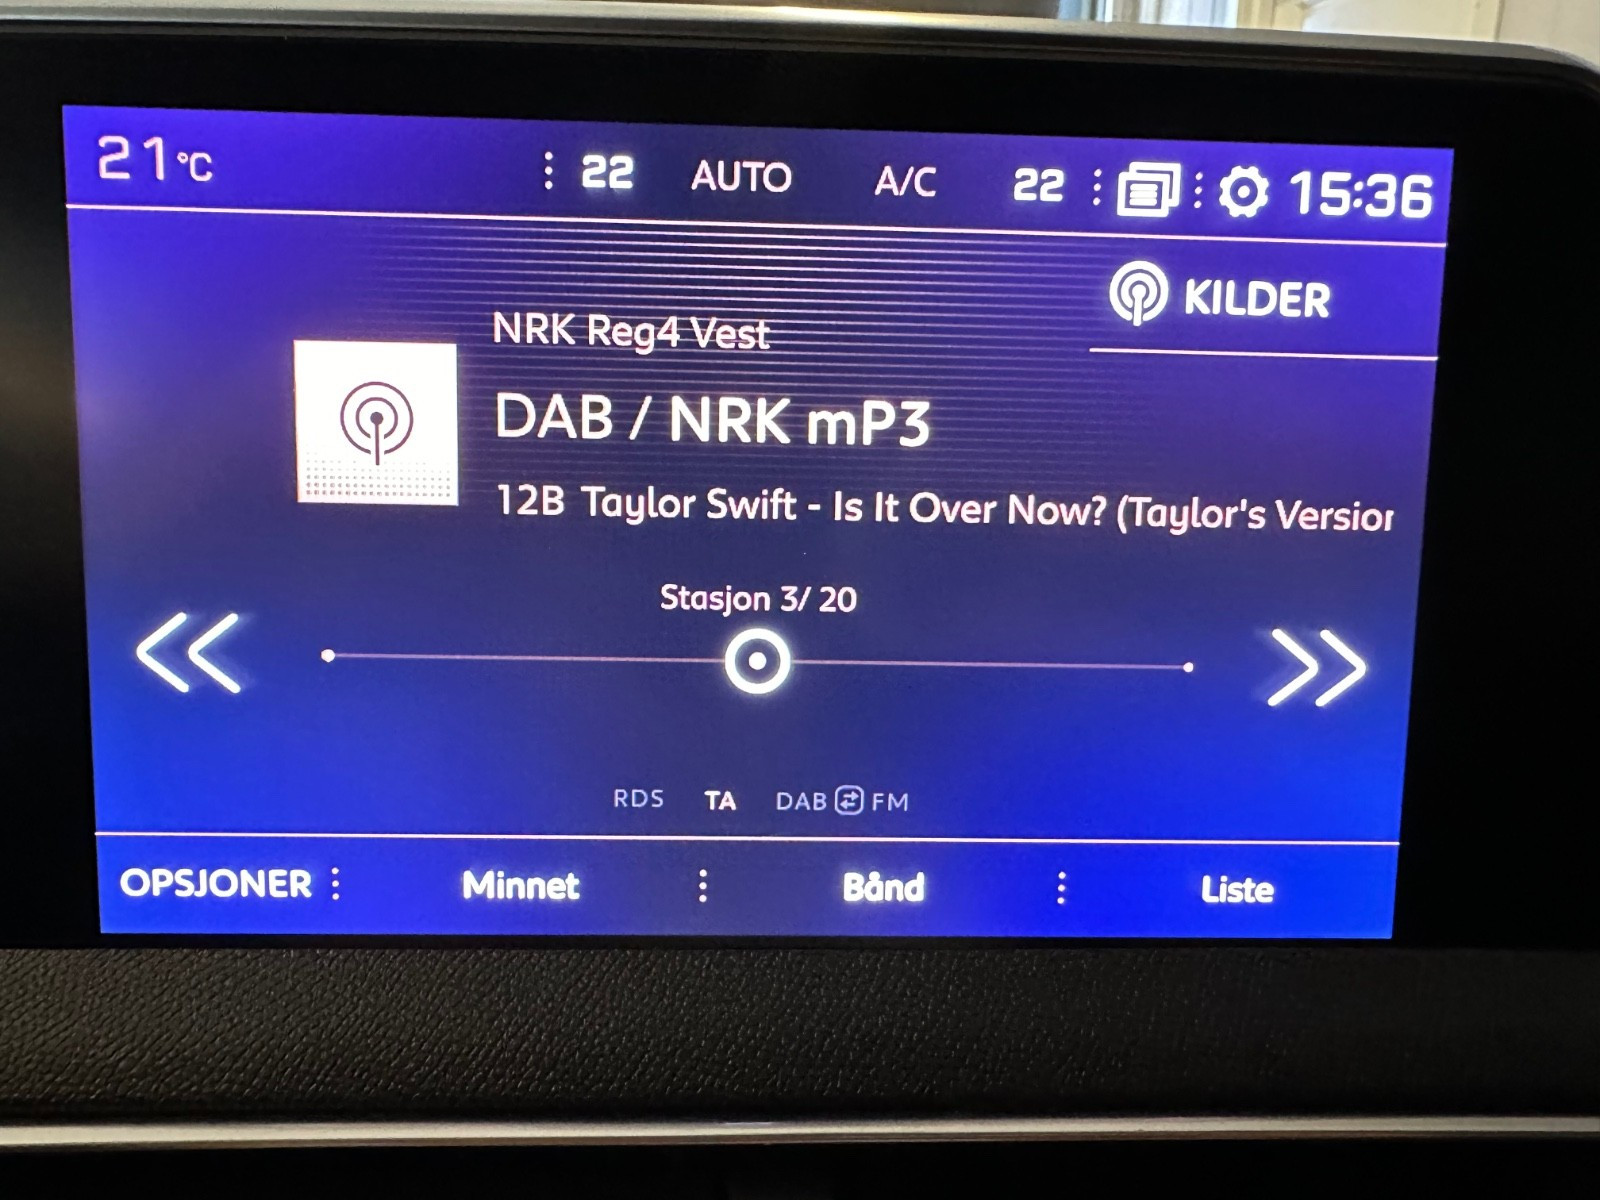 21°C 22 AUTO A/C 22 15:36
KILDER
NRK Reg4 Vest
DAB / NRK mP3
12B Taylor Swift - Is It Over Now? (Taylor's Version
Stasjon 3/ 20
RDS TA DAB FM
OPSJONER Minnet Bånd Liste